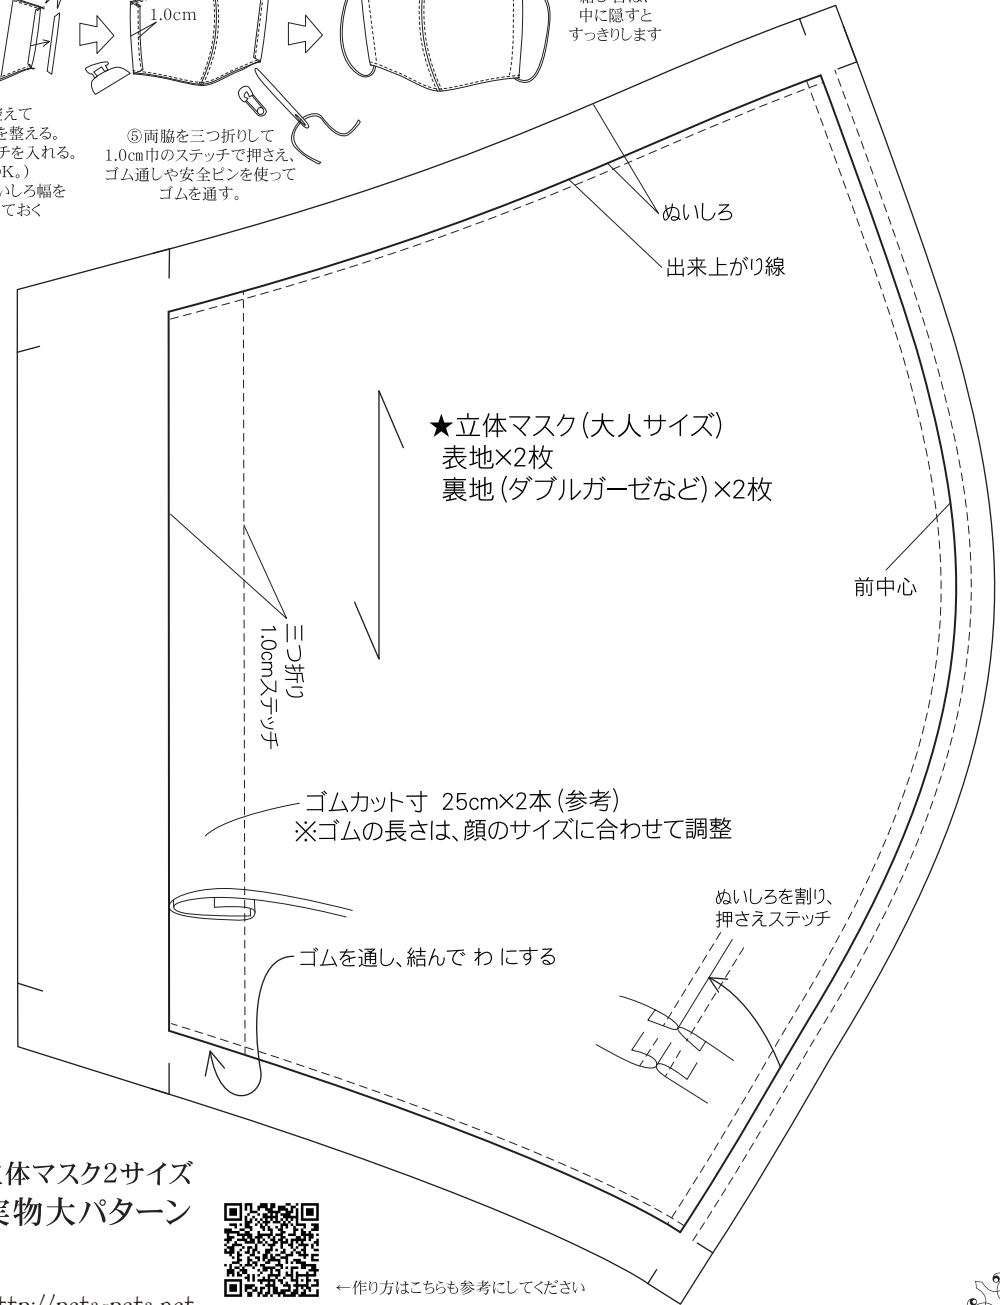 1.0cm
中に隠すと
すっきりします
えて
を整える。
チを入れる。
K。)
いしろ幅を
ておく
⑤両脇を三つ折りして
1.0cm巾のステッチで押さえ、
ゴム通しや安全ピンを使って
ゴムを通す。
ぬいしろ
出来上がり線
★立体マスク(大人サイズ)
表地×2枚
裏地(ダブルガーゼなど)×2枚
前中心
三つ折り
1.0cmステッチ
ゴムカット寸 25cm×2本(参考)
※ゴムの長さは、顔のサイズに合わせて調整
ぬいしろを割り、
押さえステッチ
ゴムを通し、結んで わ にする
体マスク2サイズ
物大パターン
←作り方はこちらも参考にしてください